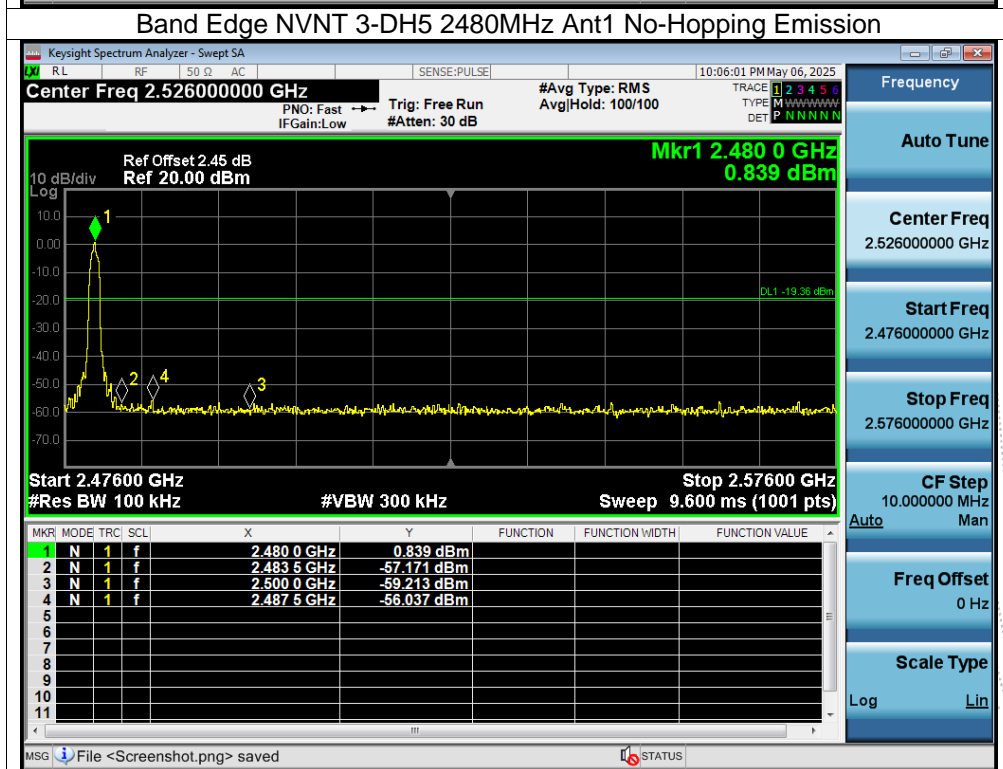 Band Edge NVNT 3-DH5 2480MHz Ant1 No-Hopping Emission
Keysight Spectrum Analyzer - Swept SA
LXI RL RF 50 Ω AC SENSE:PULSE 10:06:01 PM May 06, 2025
Center Freq 2.526000000 GHz #Avg Type: RMS TRACE 1 2 3 4 5 6
PNO: Fast Trig: Free Run Avg|Hold: 100/100 TYPE M WWWWW
IFGain:Low #Atten: 30 dB DET P N N N N N
Mkr1 2.480 0 GHz
Ref Offset 2.45 dB
10 dB/div Ref 20.00 dBm 0.839 dBm
Log
10.0
1
0.00
-10.0
DL1 -19.36 dBm
-20.0
-30.0
-40.0
-50.0
2 4 3
-60.0
-70.0
Start 2.47600 GHz Stop 2.57600 GHz
#Res BW 100 kHz #VBW 300 kHz Sweep 9.600 ms (1001 pts)
MKR MODE TRC SCL X Y FUNCTION FUNCTION WIDTH FUNCTION VALUE
1 N 1 f 2.480 0 GHz 0.839 dBm
2 N 1 f 2.483 5 GHz -57.171 dBm
3 N 1 f 2.500 0 GHz -59.213 dBm
4 N 1 f 2.487 5 GHz -56.037 dBm
5
6
7
8
9
10
11
MSG File <Screenshot.png> saved STATUS
Frequency
Auto Tune
Center Freq
2.526000000 GHz
Start Freq
2.476000000 GHz
Stop Freq
2.576000000 GHz
CF Step
10.000000 MHz
Auto Man
Freq Offset
0 Hz
Scale Type
Log Lin